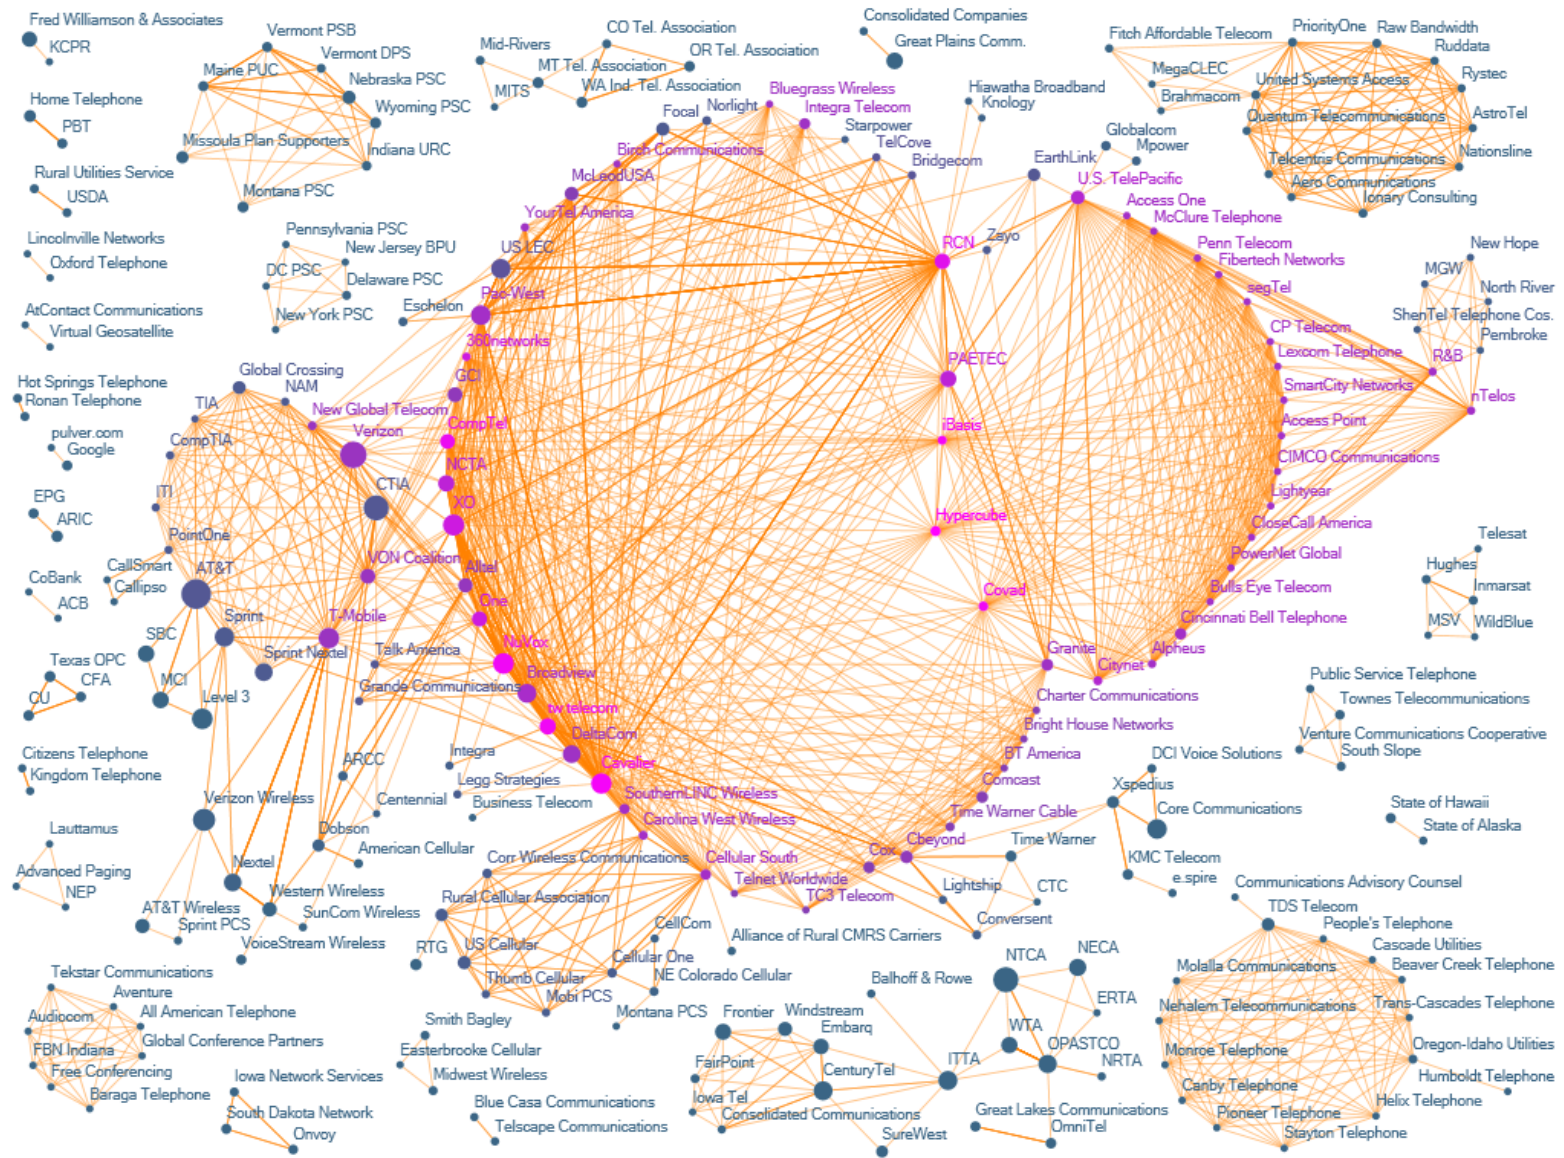 Fred Williamson & Associates
KCPR
Vermont PSB
Vermont DPS
Maine PUC
Nebraska PSC
Wyoming PSC
Missoula Plan Supporters
Indiana URC
Montana PSC
Home Telephone
PBT
Rural Utilities Service
USDA
Lincolnville Networks
Oxford Telephone
AtContact Communications
Virtual Geosatellite
Hot Springs Telephone
Ronan Telephone
pulver.com
Google
EPG
ARIC
CoBank
ACB
Texas OPC
CFA
CU
Citizens Telephone
Kingdom Telephone
Lauttamus
Advanced Paging
NEP
Mid-Rivers
CO Tel. Association
OR Tel. Association
MT Tel. Association
MITS
WA Ind. Tel. Association
Consolidated Companies
Great Plains Comm.
Hiawatha Broadband
Knology
Fitch Affordable Telecom
MegaCLEC
Brahmacom
PriorityOne
Raw Bandwidth
Ruddata
United Systems Access
Rystec
Quantum Telecommunications
AstroTel
Telcentris Communications
Nationsline
Aero Communications
Ionary Consulting
Globalcom
Mpower
EarthLink
Pennsylvania PSC
New Jersey BPU
DC PSC
Delaware PSC
New York PSC
Eschelon
Bluegrass Wireless
Integra Telecom
Focal
Norlight
Starpower
TelCove
Bridgecom
Birch Communications
McLeodUSA
YourTel America
US LEC
Pac-West
360networks
GCI
CompTel
NCTA
XO
Alltel
One
NuVox
Broadview
tw telecom
DeltaCom
Cavalier
SouthernLINC Wireless
Carolina West Wireless
Cellular South
Telnet Worldwide
TC3 Telecom
Cox
Cbeyond
Time Warner Cable
Comcast
BT America
Bright House Networks
Charter Communications
Granite
Citynet
Alpheus
Cincinnati Bell Telephone
Bulls Eye Telecom
PowerNet Global
CloseCall America
Lightyear
CIMCO Communications
Access Point
SmartCity Networks
Lexcom Telephone
CP Telecom
segTel
Fibertech Networks
Penn Telecom
McClure Telephone
Access One
U.S. TelePacific
RCN
Zayo
PAETEC
iBasis
Hypercube
Covad
New Hope
MGW
North River
ShenTel Telephone Cos.
Pembroke
R&B
nTelos
Global Crossing
NAM
TIA
New Global Telecom
Verizon
CompTIA
CTIA
ITI
PointOne
VON Coalition
AT&T
T-Mobile
Sprint
Sprint Nextel
CallSmart
Callipso
SBC
MCI
Level 3
Talk America
Grande Communications
Integra
Legg Strategies
Business Telecom
ARCC
Centennial
Verizon Wireless
Dobson
American Cellular
Nextel
Western Wireless
SunCom Wireless
AT&T Wireless
Sprint PCS
VoiceStream Wireless
Corr Wireless Communications
Rural Cellular Association
RTG
US Cellular
Thumb Cellular
Mobi PCS
CellCom
Cellular One
NE Colorado Cellular
Montana PCS
Alliance of Rural CMRS Carriers
Telesat
Hughes
Inmarsat
MSV
WildBlue
Public Service Telephone
Townes Telecommunications
Venture Communications Cooperative
South Slope
DCI Voice Solutions
Xspedius
Core Communications
KMC Telecom
e.spire
State of Hawaii
State of Alaska
Time Warner
Lightship
CTC
Conversent
Tekstar Communications
Aventure
Audiocom
All American Telephone
Global Conference Partners
FBN Indiana
Free Conferencing
Baraga Telephone
Iowa Network Services
South Dakota Network
Onvoy
Smith Bagley
Easterbrooke Cellular
Midwest Wireless
Blue Casa Communications
Telscape Communications
Frontier
Windstream
Embarq
FairPoint
CenturyTel
Iowa Tel
Consolidated Communications
Balhoff & Rowe
NTCA
NECA
ERTA
WTA
OPASTCO
NRTA
ITTA
SureWest
Great Lakes Communications
OmniTel
Communications Advisory Counsel
TDS Telecom
People's Telephone
Cascade Utilities
Molalla Communications
Beaver Creek Telephone
Nehalem Telecommunications
Trans-Cascades Telephone
Monroe Telephone
Oregon-Idaho Utilities
Humboldt Telephone
Canby Telephone
Helix Telephone
Pioneer Telephone
Stayton Telephone